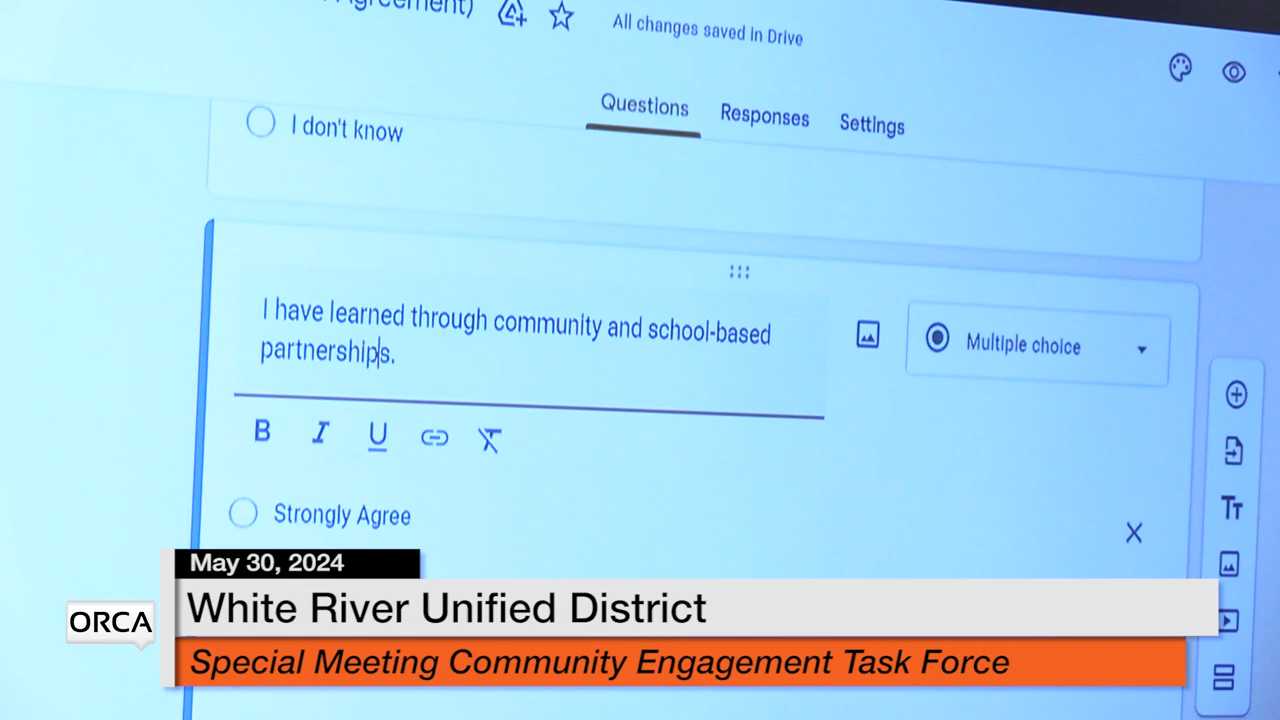 Agreement)
All changes saved in Drive
Questions
Responses
Settings
I don't know
I have learned through community and school-based
partnerships.
Multiple choice
B I U
Strongly Agree
May 30, 2024
White River Unified District
ORCA
Special Meeting Community Engagement Task Force